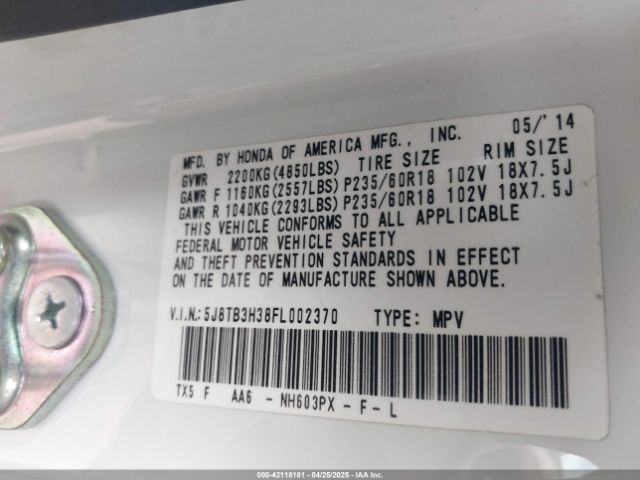 MFD. BY HONDA OF AMERICA MFG., INC. 05/'14
GVWR 2200KG(4850LBS) TIRE SIZE RIM SIZE
GAWR F 1160KG(2557LBS) P235/60R18 102V 18X7.5J
GAWR R 1040KG(2293LBS) P235/60R18 102V 18X7.5J
THIS VEHICLE CONFORMS TO ALL APPLICABLE
FEDERAL MOTOR VEHICLE SAFETY
AND THEFT PREVENTION STANDARDS IN EFFECT
ON THE DATE OF MANUFACTURE SHOWN ABOVE.
V.I.N.:5J8TB3H38FL002370 TYPE: MPV
TX5 F AA6 - NH603PX - F - L
000-42118181 - 04/25/2025 - IAA Inc.